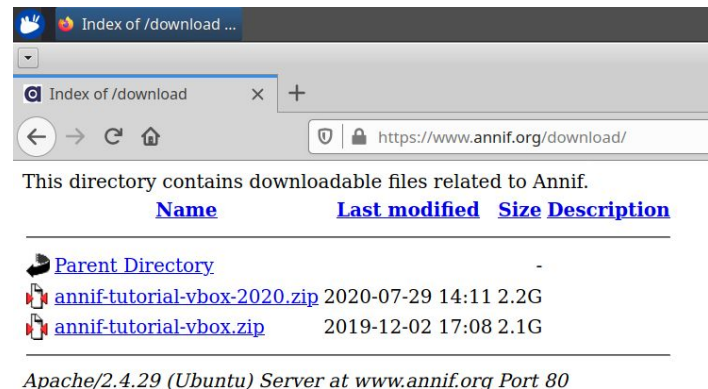 Index of /download ...
Index of /download
https://www.annif.org/download/
This directory contains downloadable files related to Annif.
Name Last modified Size Description
Parent Directory -
annif-tutorial-vbox-2020.zip 2020-07-29 14:11 2.2G
annif-tutorial-vbox.zip 2019-12-02 17:08 2.1G
Apache/2.4.29 (Ubuntu) Server at www.annif.org Port 80